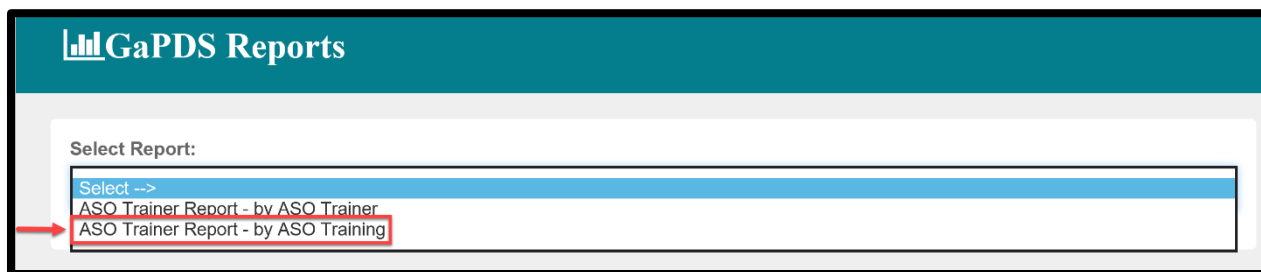 GaPDS Reports
Select Report:
Select -->
ASO Trainer Report - by ASO Trainer
ASO Trainer Report - by ASO Training